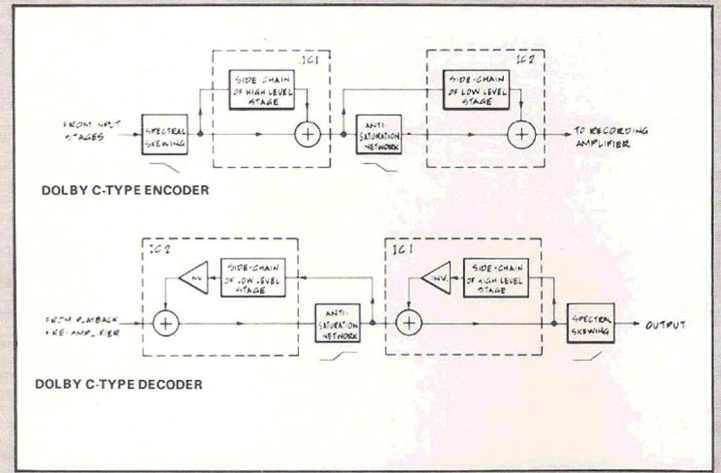 IC1
IC2
SIDE-CHAIN
OF HIGH LEVEL
STAGE
SIDE-CHAIN
OF LOW LEVEL
STAGE
FROM INPUT
STAGES
SPECTRAL
SKEWING
+
ANTI-
SATURATION
NETWORK
+
TO RECORDING
AMPLIFIER
DOLBY C-TYPE ENCODER
IC2
IC1
INV.
SIDE-CHAIN
OF LOW LEVEL
STAGE
INV.
SIDE-CHAIN
OF HIGH LEVEL
STAGE
FROM PLAYBACK
PRE-AMPLIFIER
+
ANTI-
SATURATION
NETWORK
+
SPECTRAL
SKEWING
OUTPUT
DOLBY C-TYPE DECODER